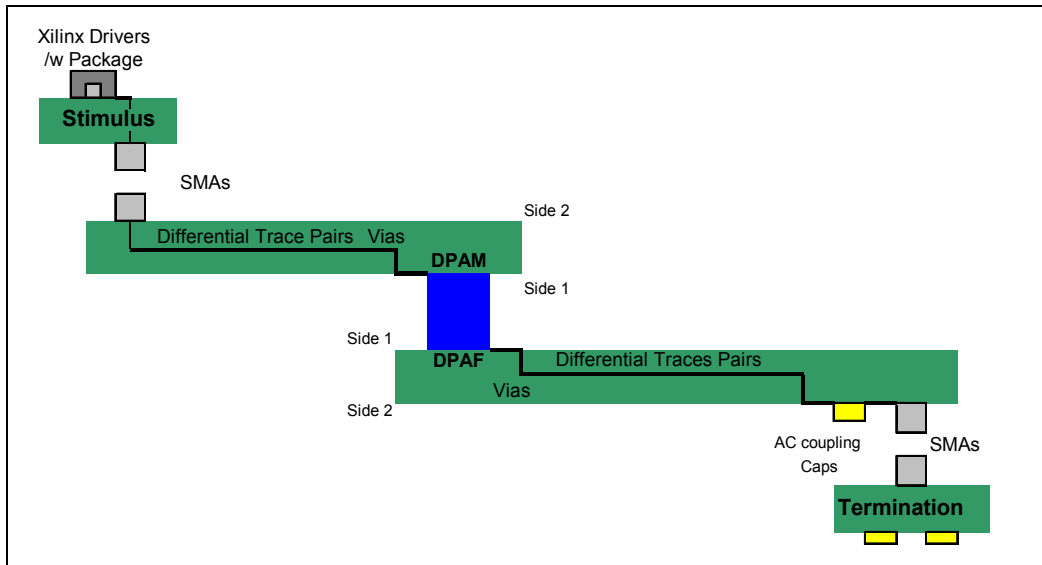 Xilinx Drivers
/w Package
Stimulus
SMAs
Side 2
Differential Trace Pairs Vias
DPAM
Side 1
Side 1
DPAF
Differential Traces Pairs
Vias
Side 2
AC coupling
Caps
SMAs
Termination